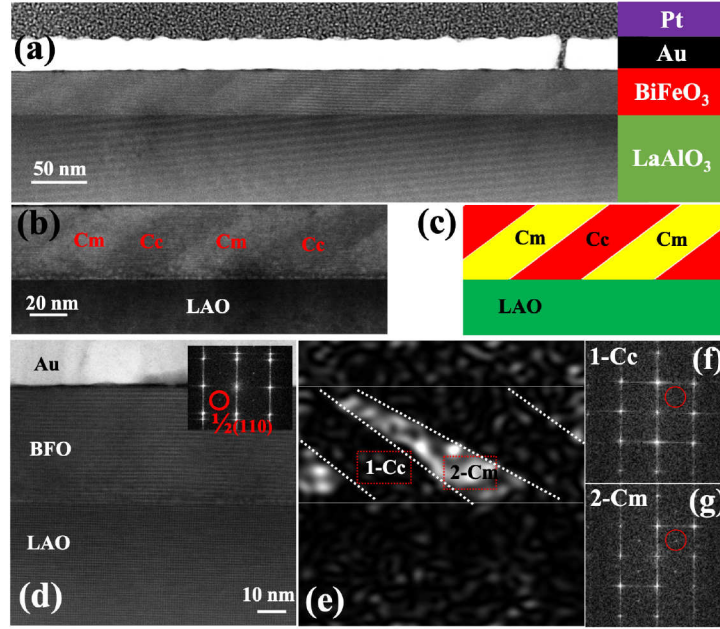 (a)
50 nm
Pt
Au
BiFeO3
LaAlO3
(b)
Cm Cc Cm Cc
20 nm
LAO
(c)
Cm Cc Cm
LAO
Au
½(110)
BFO
LAO
(d)
10 nm
1-Cc
2-Cm
(e)
1-Cc
(f)
2-Cm
(g)